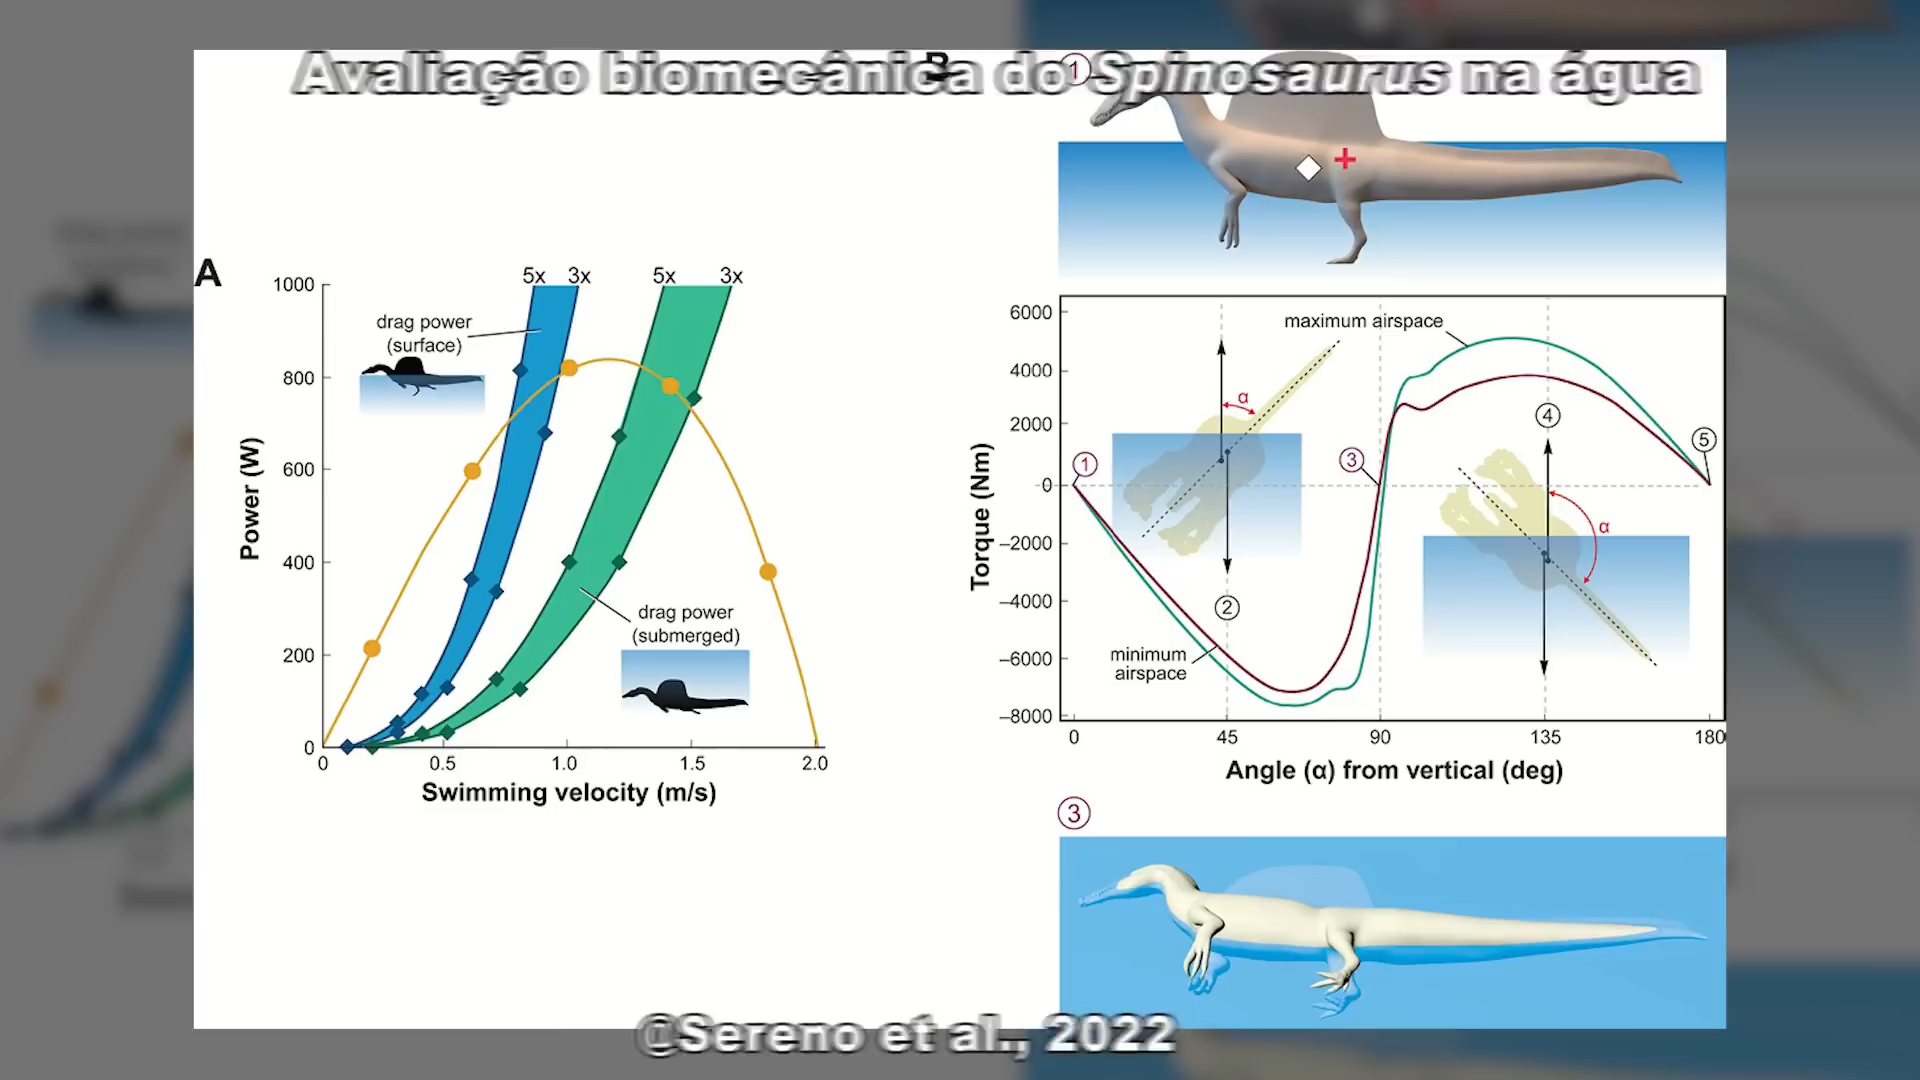 Avaliação biomecânica do Spinosaurus na água
A
1000
800
600
400
200
0
Power (W)
5x 3x 5x 3x
drag power
(surface)
drag power
(submerged)
0 0.5 1.0 1.5 2.0
Swimming velocity (m/s)
B
1
6000
4000
2000
0
–2000
–4000
–6000
–8000
Torque (Nm)
maximum airspace
minimum
airspace
α
α
1
2
3
4
5
0 45 90 135 180
Angle (α) from vertical (deg)
3
@Sereno et al., 2022